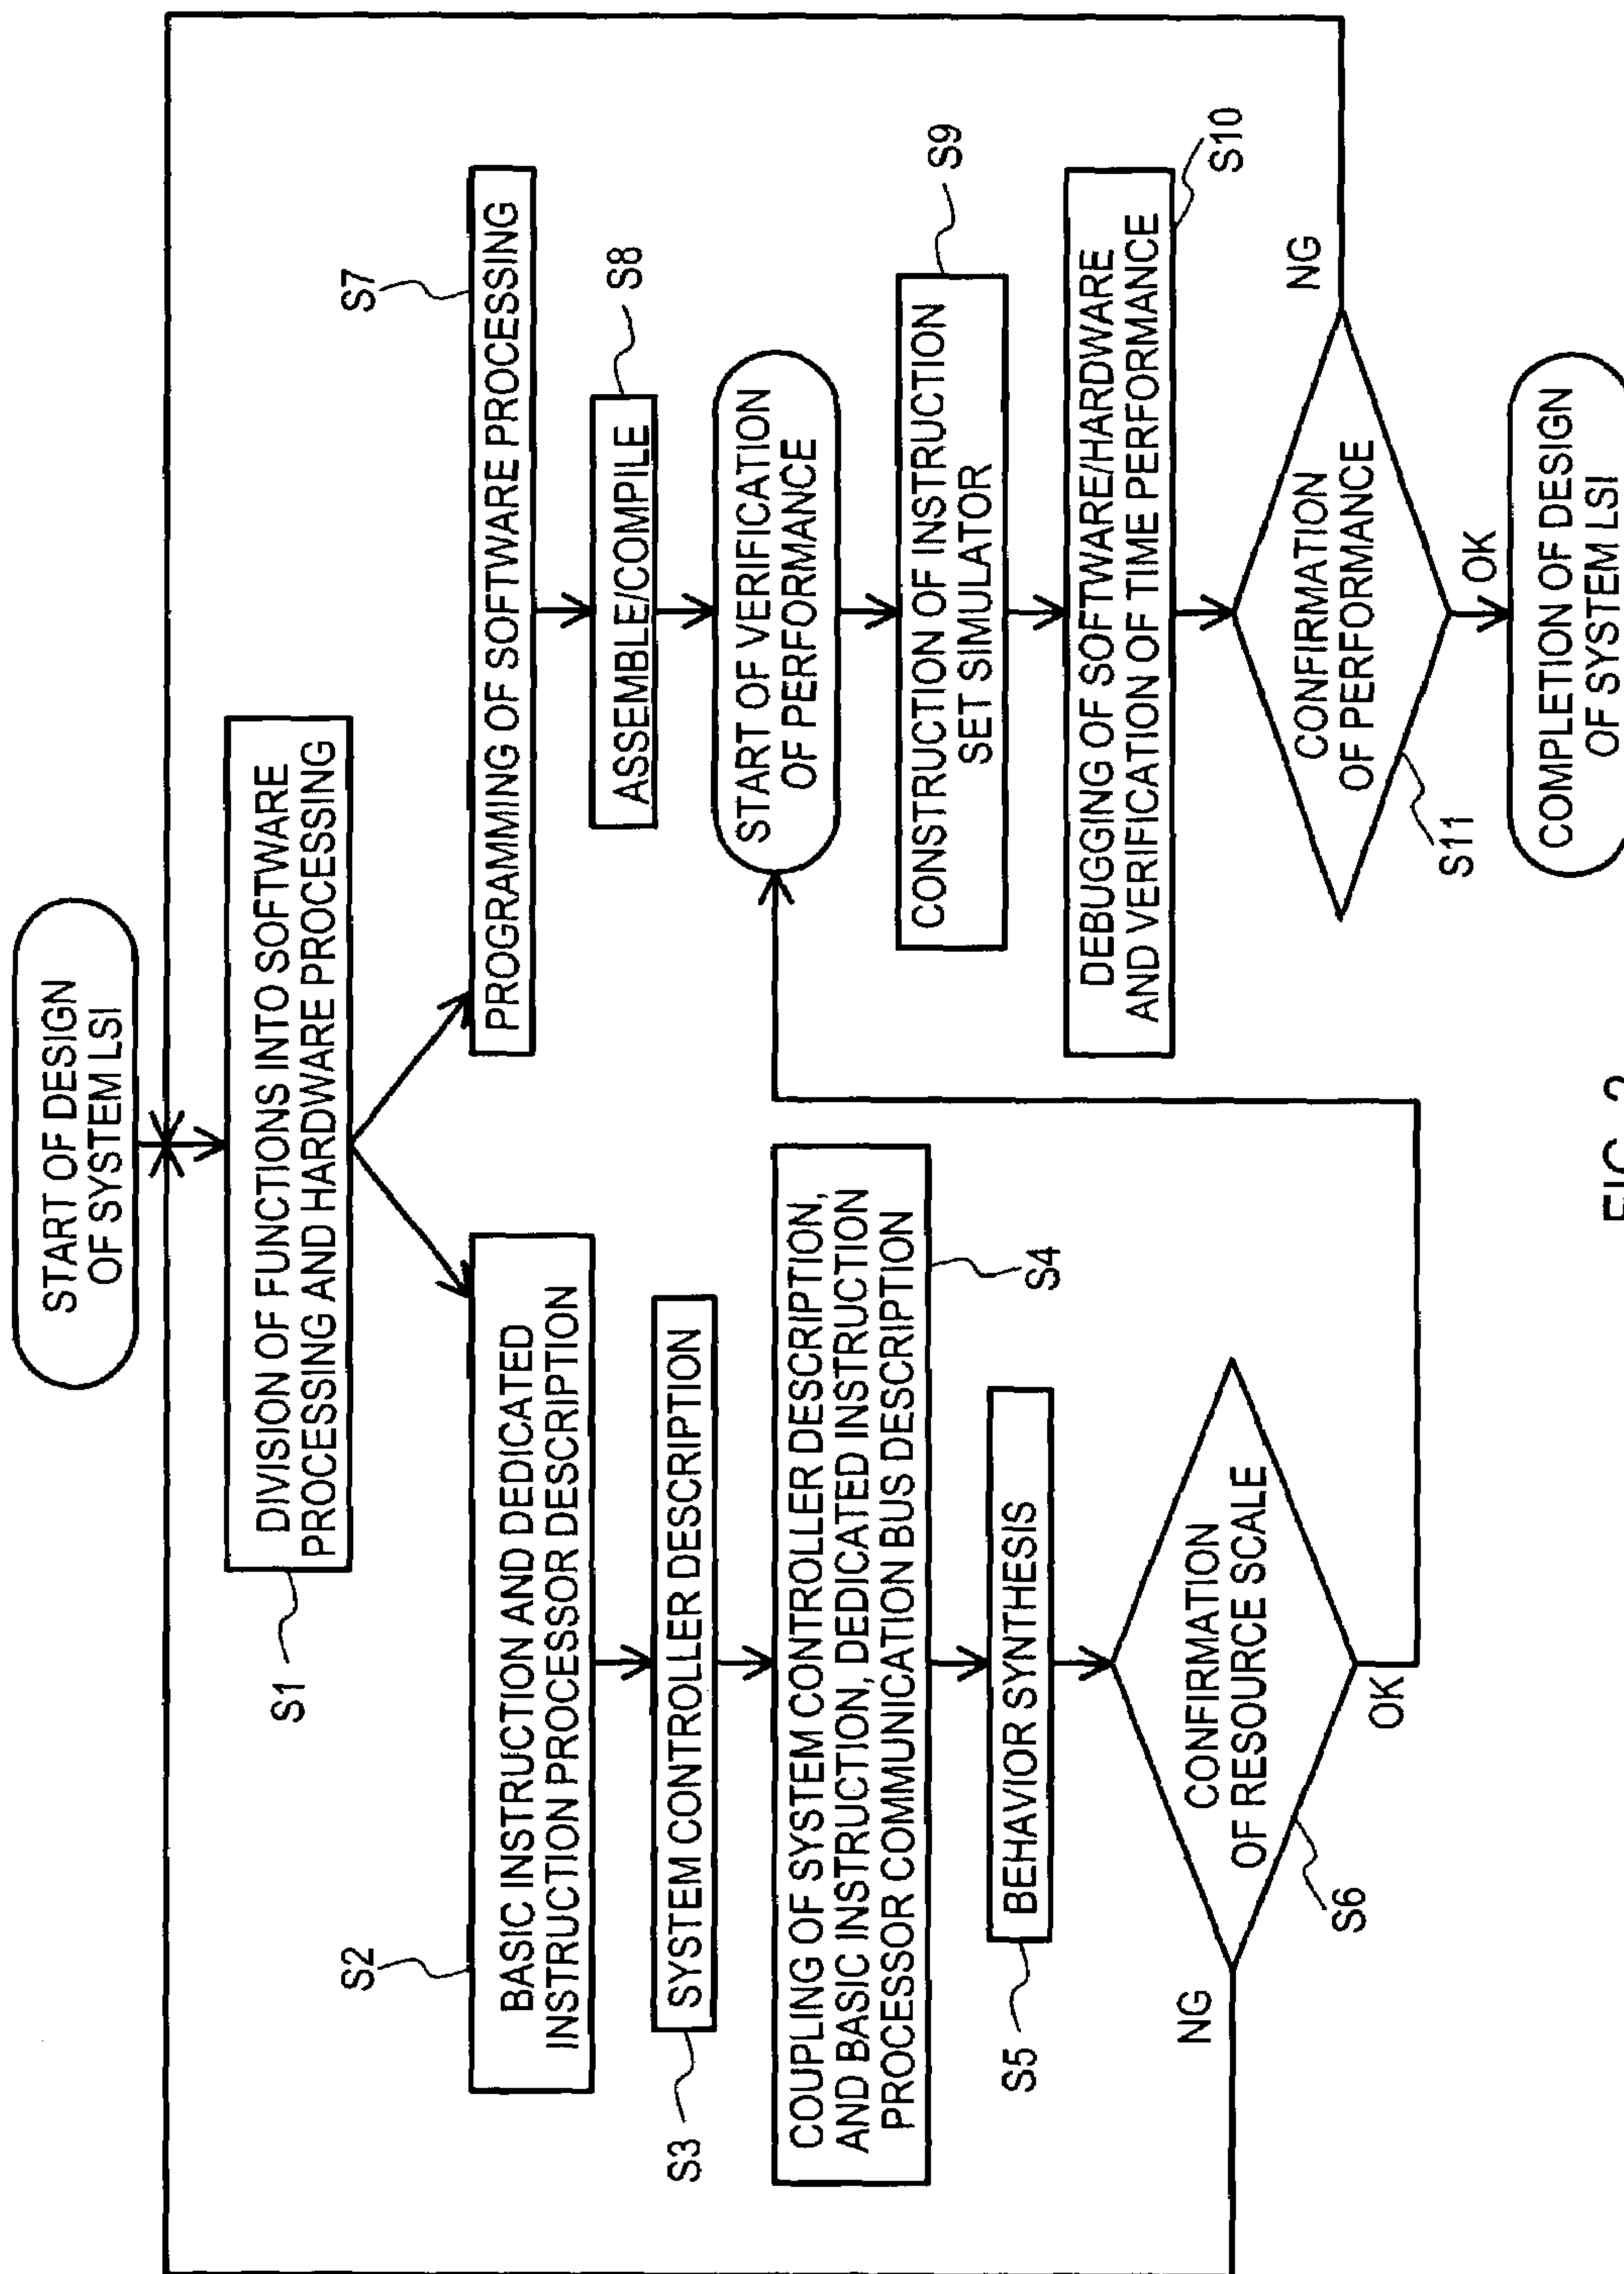 START OF DESIGN
OF SYSTEM LSI
DIVISION OF FUNCTIONS INTO SOFTWARE
PROCESSING AND HARDWARE PROCESSING
S1
S2
BASIC INSTRUCTION AND DEDICATED
INSTRUCTION PROCESSOR DESCRIPTION
S3
SYSTEM CONTROLLER DESCRIPTION
COUPLING OF SYSTEM CONTROLLER DESCRIPTION,
AND BASIC INSTRUCTION, DEDICATED INSTRUCTION
PROCESSOR COMMUNICATION BUS DESCRIPTION
S4
S5
BEHAVIOR SYNTHESIS
NG
CONFIRMATION
OF RESOURCE SCALE
S6
OK
S7
PROGRAMMING OF SOFTWARE PROCESSING
ASSEMBLE/COMPILE
S8
START OF VERIFICATION
OF PERFORMANCE
CONSTRUCTION OF INSTRUCTION
SET SIMULATOR
S9
DEBUGGING OF SOFTWARE/HARDWARE
AND VERIFICATION OF TIME PERFORMANCE
S10
CONFIRMATION
OF PERFORMANCE
NG
S11
OK
COMPLETION OF DESIGN
OF SYSTEM LSI